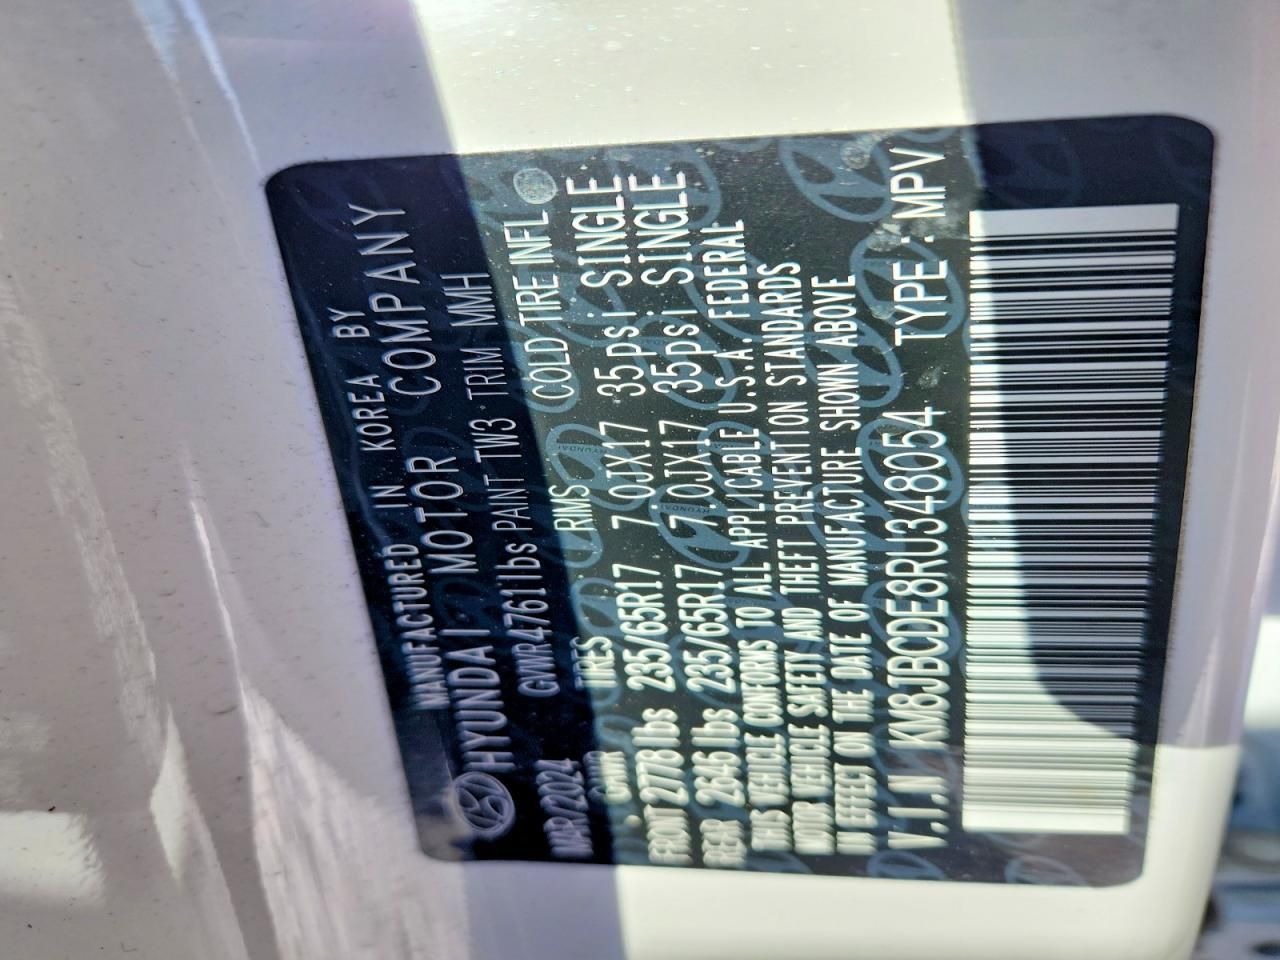 MANUFACTURED IN KOREA BY
HYUNDAI MOTOR COMPANY
GVWR4761lbs PAINT TW3 TRIM MMH
MAR/2024
GAWR TIRES RIMS COLD TIRE INFL
FRONT 2778lbs 235/65R17 7.0JX17 35psi SINGLE
REAR 2646lbs 235/65R17 7.0JX17 35psi SINGLE
THIS VEHICLE CONFORMS TO ALL APPLICABLE U.S.A. FEDERAL
MOTOR VEHICLE SAFETY AND THEFT PREVENTION STANDARDS
IN EFFECT ON THE DATE OF MANUFACTURE SHOWN ABOVE
V.I.N KM8JBCDE8RU348054 TYPE : MPV